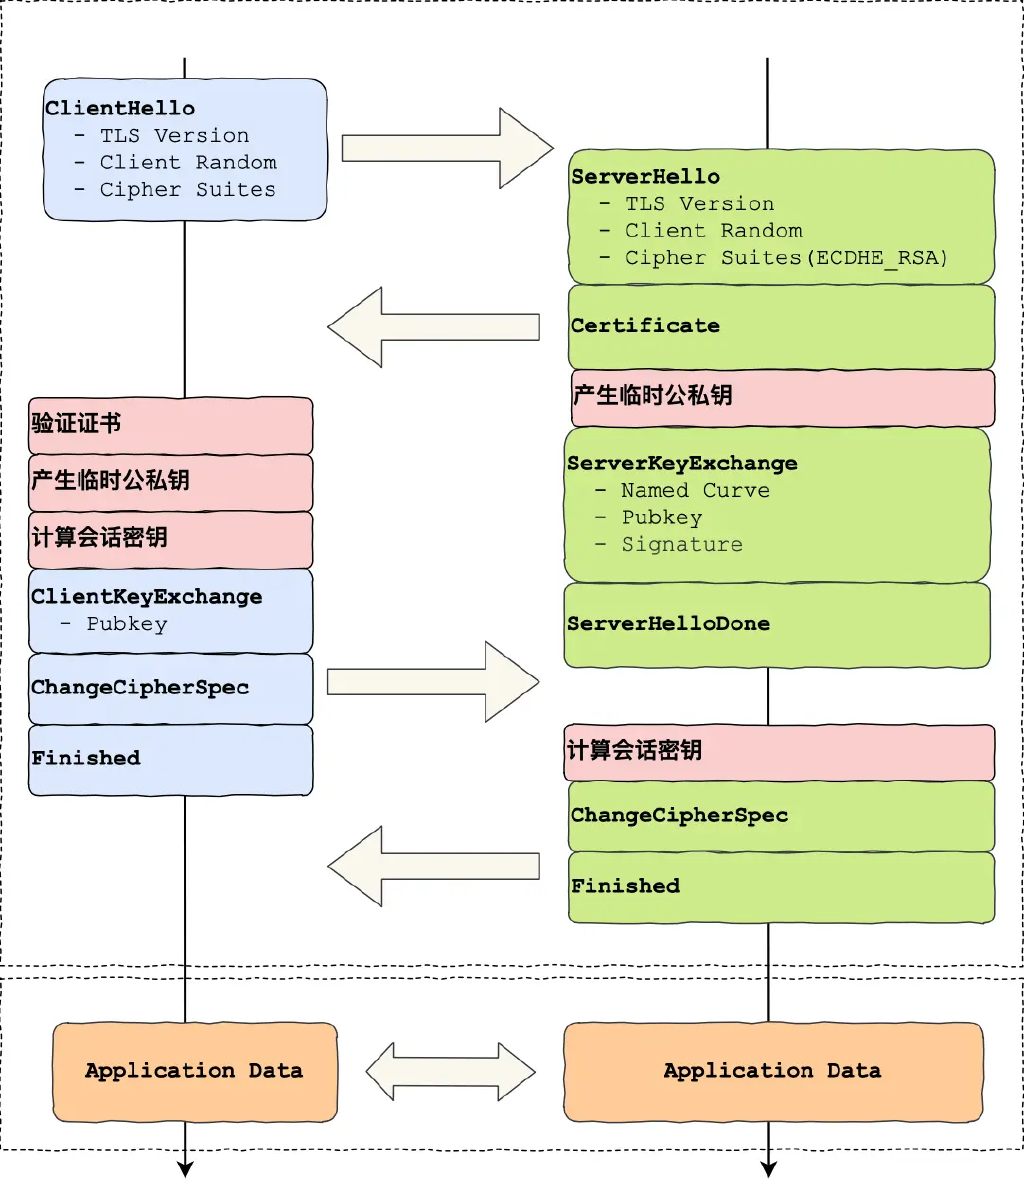 ClientHello
- TLS Version
- Client Random
- Cipher Suites
ServerHello
- TLS Version
- Client Random
- Cipher Suites(ECDHE_RSA)
Certificate
产生临时公私钥
ServerKeyExchange
- Named Curve
- Pubkey
- Signature
ServerHelloDone
验证证书
产生临时公私钥
计算会话密钥
ClientKeyExchange
- Pubkey
ChangeCipherSpec
Finished
计算会话密钥
ChangeCipherSpec
Finished
Application Data
Application Data